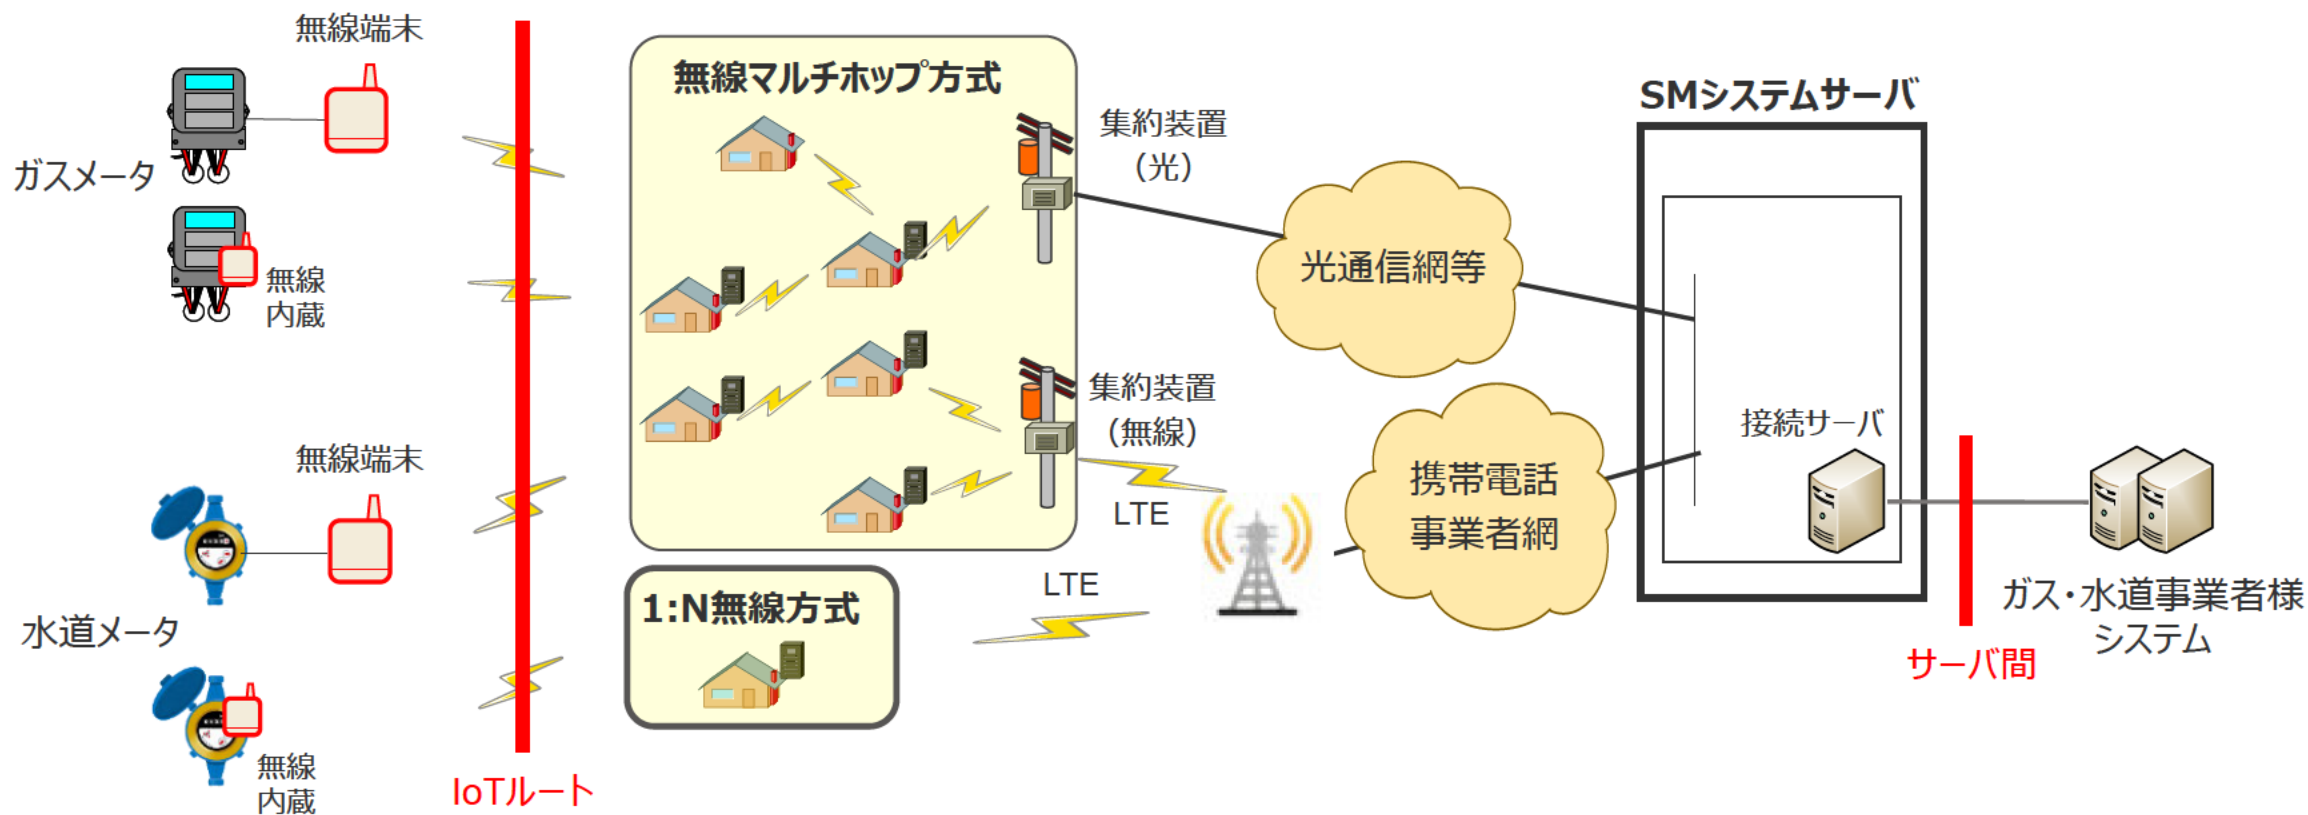 無線端末
ガスメータ
無線
内蔵
無線端末
水道メータ
無線
内蔵
IoTルート
無線マルチホップ方式
集約装置
(光)
集約装置
(無線)
LTE
1:N無線方式
LTE
光通信網等
携帯電話
事業者網
SMシステムサーバ
接続サーバ
サーバ間
ガス・水道事業者様
システム